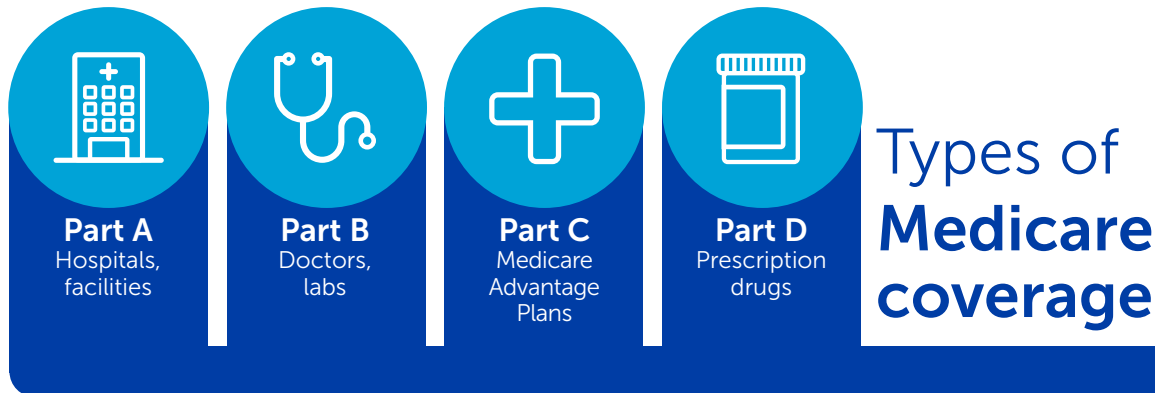 Part A
Hospitals,
facilities
Part B
Doctors,
labs
Part C
Medicare
Advantage
Plans
Part D
Prescription
drugs
Types of
Medicare
coverage